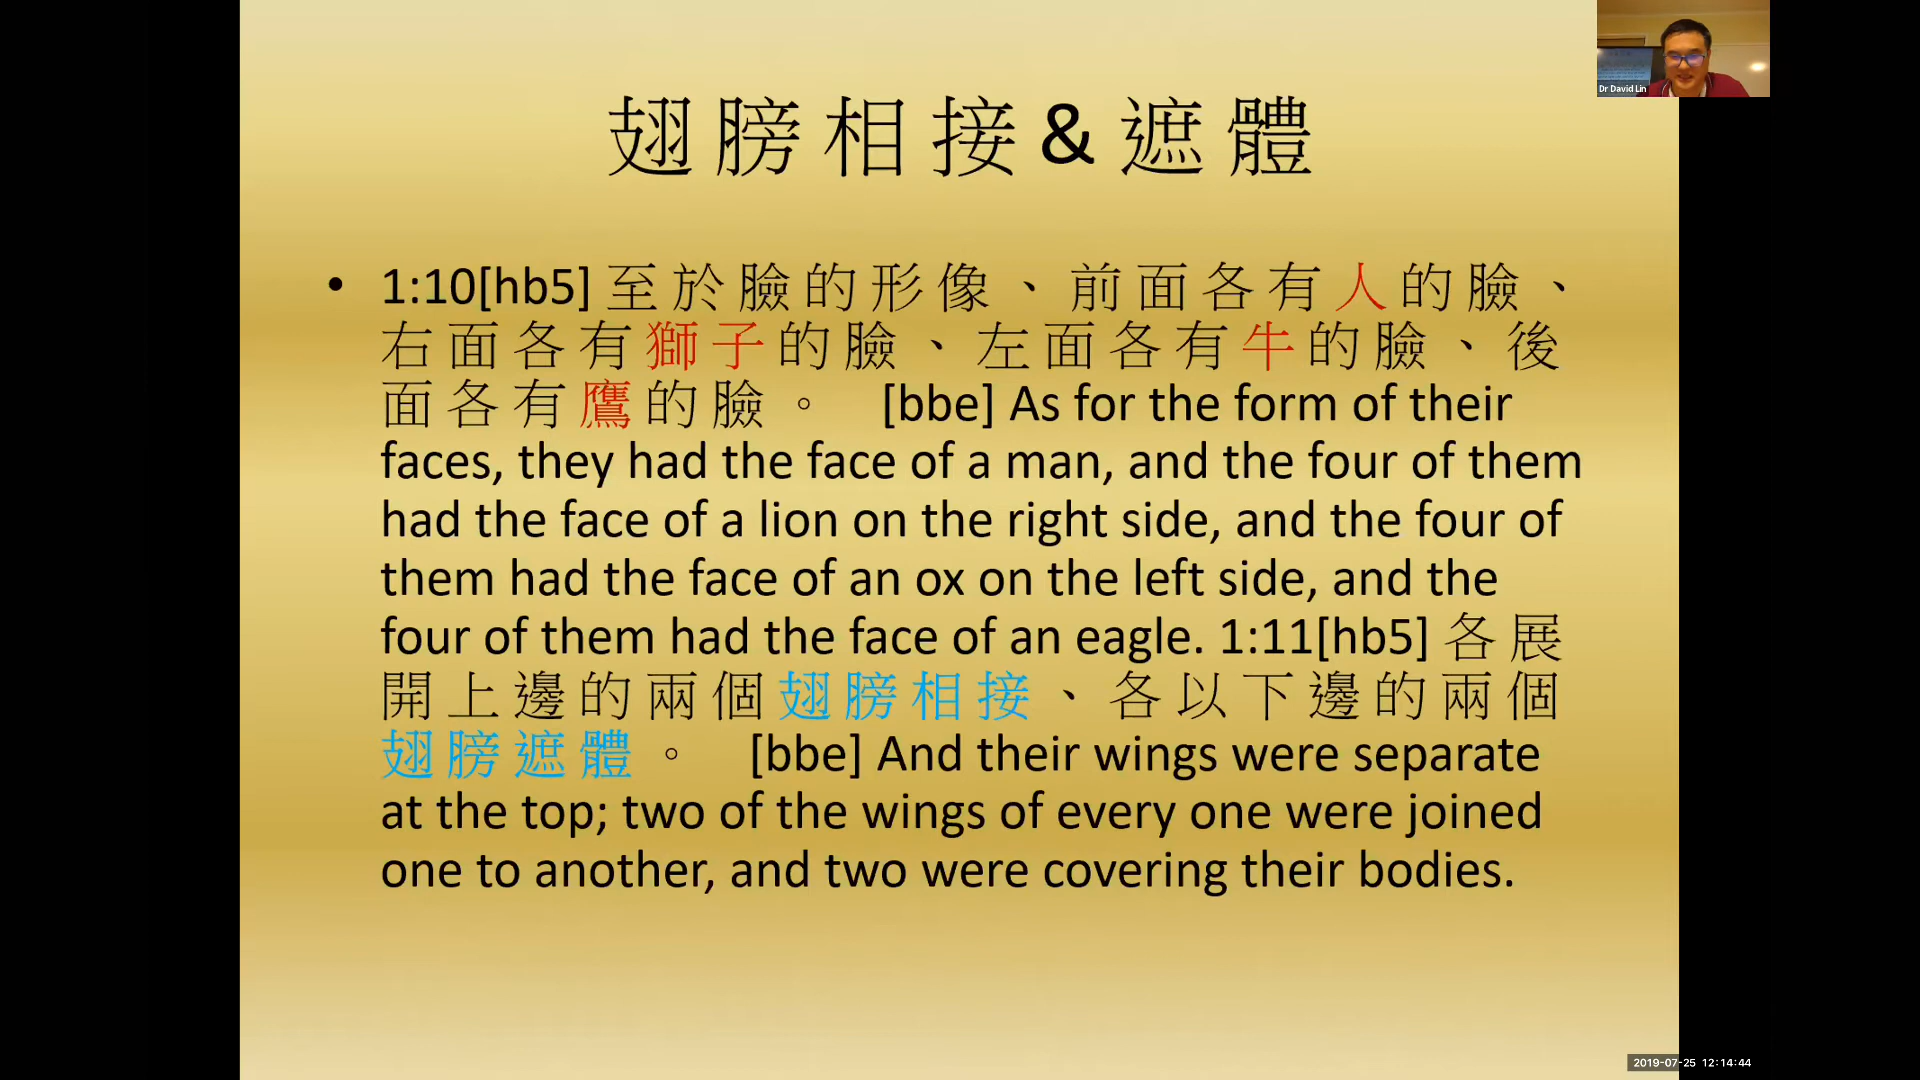 Dr David Lin
翅膀相接&遮體
• 1:10[hb5] 至於臉的形像、前面各有人的臉、
右面各有獅子的臉、左面各有牛的臉、後
面各有鷹的臉。 [bbe] As for the form of their
faces, they had the face of a man, and the four of them
had the face of a lion on the right side, and the four of
them had the face of an ox on the left side, and the
four of them had the face of an eagle. 1:11[hb5] 各展
開上邊的兩個翅膀相接、各以下邊的兩個
翅膀遮體。 [bbe] And their wings were separate
at the top; two of the wings of every one were joined
one to another, and two were covering their bodies.
2019-07-25 12:14:44